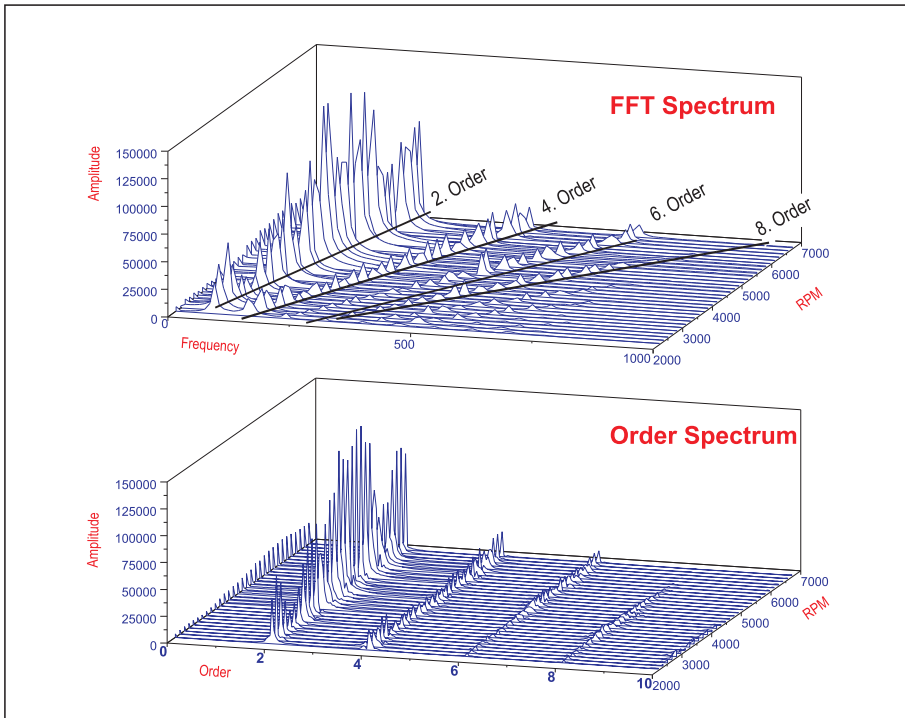 FFT Spectrum
Amplitude
150000
125000
100000
75000
50000
25000
0
2. Order
4. Order
6. Order
8. Order
0
500
1000
Frequency
2000
3000
4000
5000
6000
7000
RPM
Order Spectrum
Amplitude
150000
125000
100000
75000
50000
25000
0
0
2
4
6
8
10
Order
2000
3000
4000
5000
6000
7000
RPM